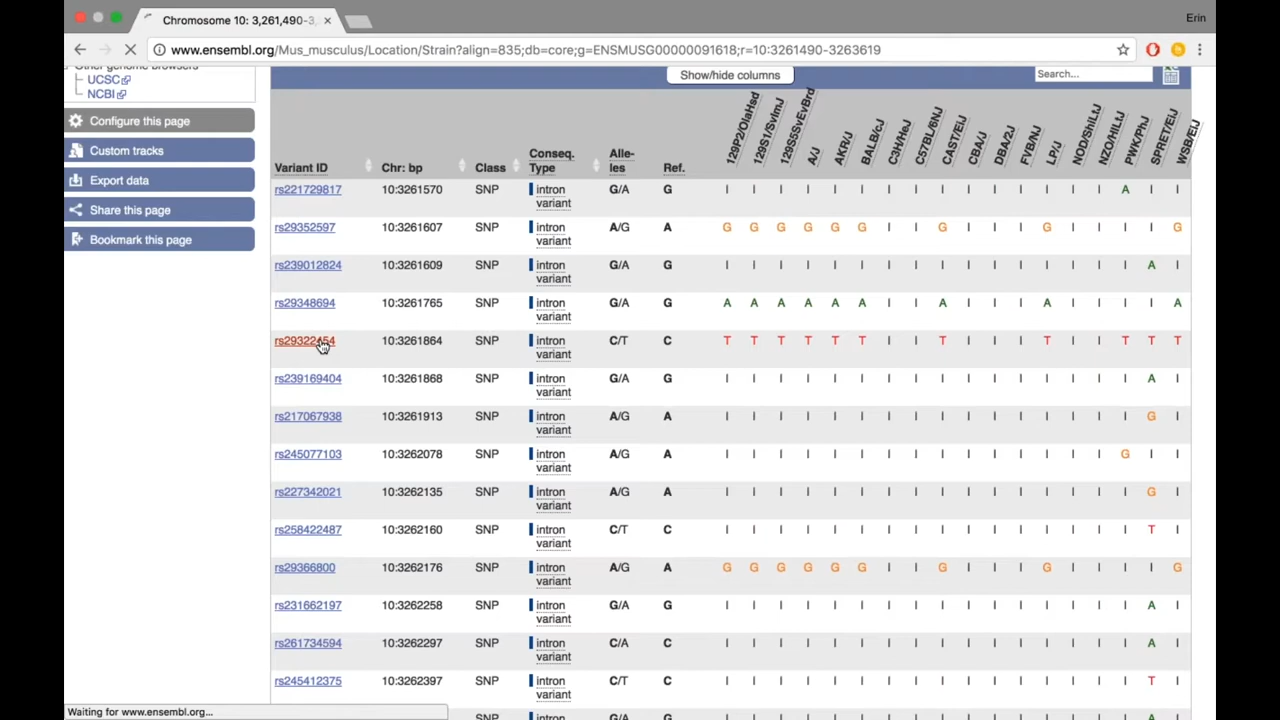 Chromosome 10: 3,261,490-3,
Erin
www.ensembl.org/Mus_musculus/Location/Strain?align=835;db=core;g=ENSMUSG00000091618;r=10:3261490-3263619
Other genome browsers
UCSC
NCBI
Configure this page
Custom tracks
Export data
Share this page
Bookmark this page
Show/hide columns
Search...
Variant ID Chr: bp Class Conseq. Type Alle-les Ref. 129P2/OlaHsd 129S1/SvImJ 129S5SvEvBrd A/J AKR/J BALB/cJ C3H/HeJ C57BL/6NJ CAST/EiJ CBA/J DBA/2J FVB/NJ LP/J NOD/ShiLtJ NZO/HlLtJ PWK/PhJ SPRET/EiJ WSB/EiJ
rs221729817 10:3261570 SNP intron variant G/A G | | | | | | | | | | | | | | | A | |
rs29352597 10:3261607 SNP intron variant A/G A G G G G G G | | G | | | G | | | | G
rs239012824 10:3261609 SNP intron variant G/A G | | | | | | | | | | | | | | | | A |
rs29348694 10:3261765 SNP intron variant G/A G A A A A A A | | A | | | A | | | | A
rs29322454 10:3261864 SNP intron variant C/T C T T T T T T | | T | | | T | | T T T
rs239169404 10:3261868 SNP intron variant G/A G | | | | | | | | | | | | | | | | A |
rs217067938 10:3261913 SNP intron variant A/G A | | | | | | | | | | | | | | | | G |
rs245077103 10:3262078 SNP intron variant A/G A | | | | | | | | | | | | | | | G | |
rs227342021 10:3262135 SNP intron variant A/G A | | | | | | | | | | | | | | | | G |
rs258422487 10:3262160 SNP intron variant C/T C | | | | | | | | | | | | | | | | T |
rs29366800 10:3262176 SNP intron variant A/G A G G G G G G | | G | | | G | | | | G
rs231662197 10:3262258 SNP intron variant G/A G | | | | | | | | | | | | | | | | A |
rs261734594 10:3262297 SNP intron variant C/A C | | | | | | | | | | | | | | | | A |
rs245412375 10:3262397 SNP intron variant C/T C | | | | | | | | | | | | | | | | T |
Waiting for www.ensembl.org...